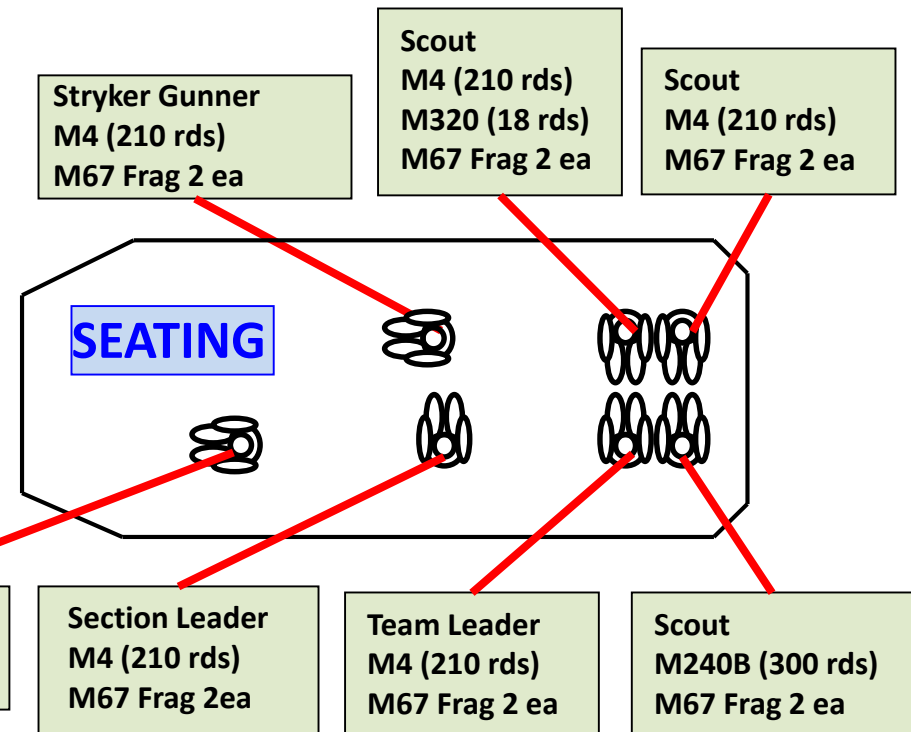 Scout
M4 (210 rds)
M320 (18 rds)
M67 Frag 2 ea
Stryker Gunner
M4 (210 rds)
M67 Frag 2 ea
Scout
M4 (210 rds)
M67 Frag 2 ea
SEATING
Section Leader
M4 (210 rds)
M67 Frag 2ea
Team Leader
M4 (210 rds)
M67 Frag 2 ea
Scout
M240B (300 rds)
M67 Frag 2 ea